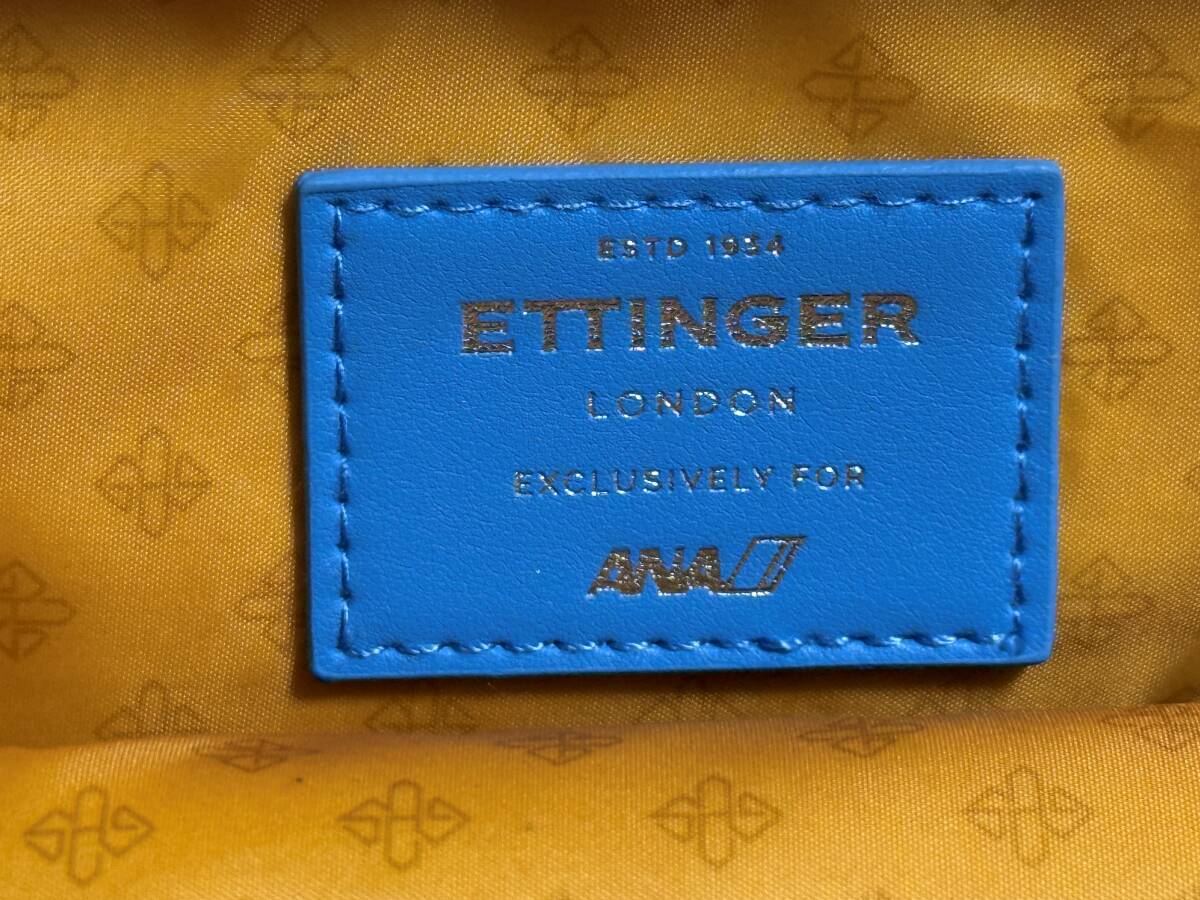 ESTD 1934
ETTINGER
LONDON
EXCLUSIVELY FOR
ANA